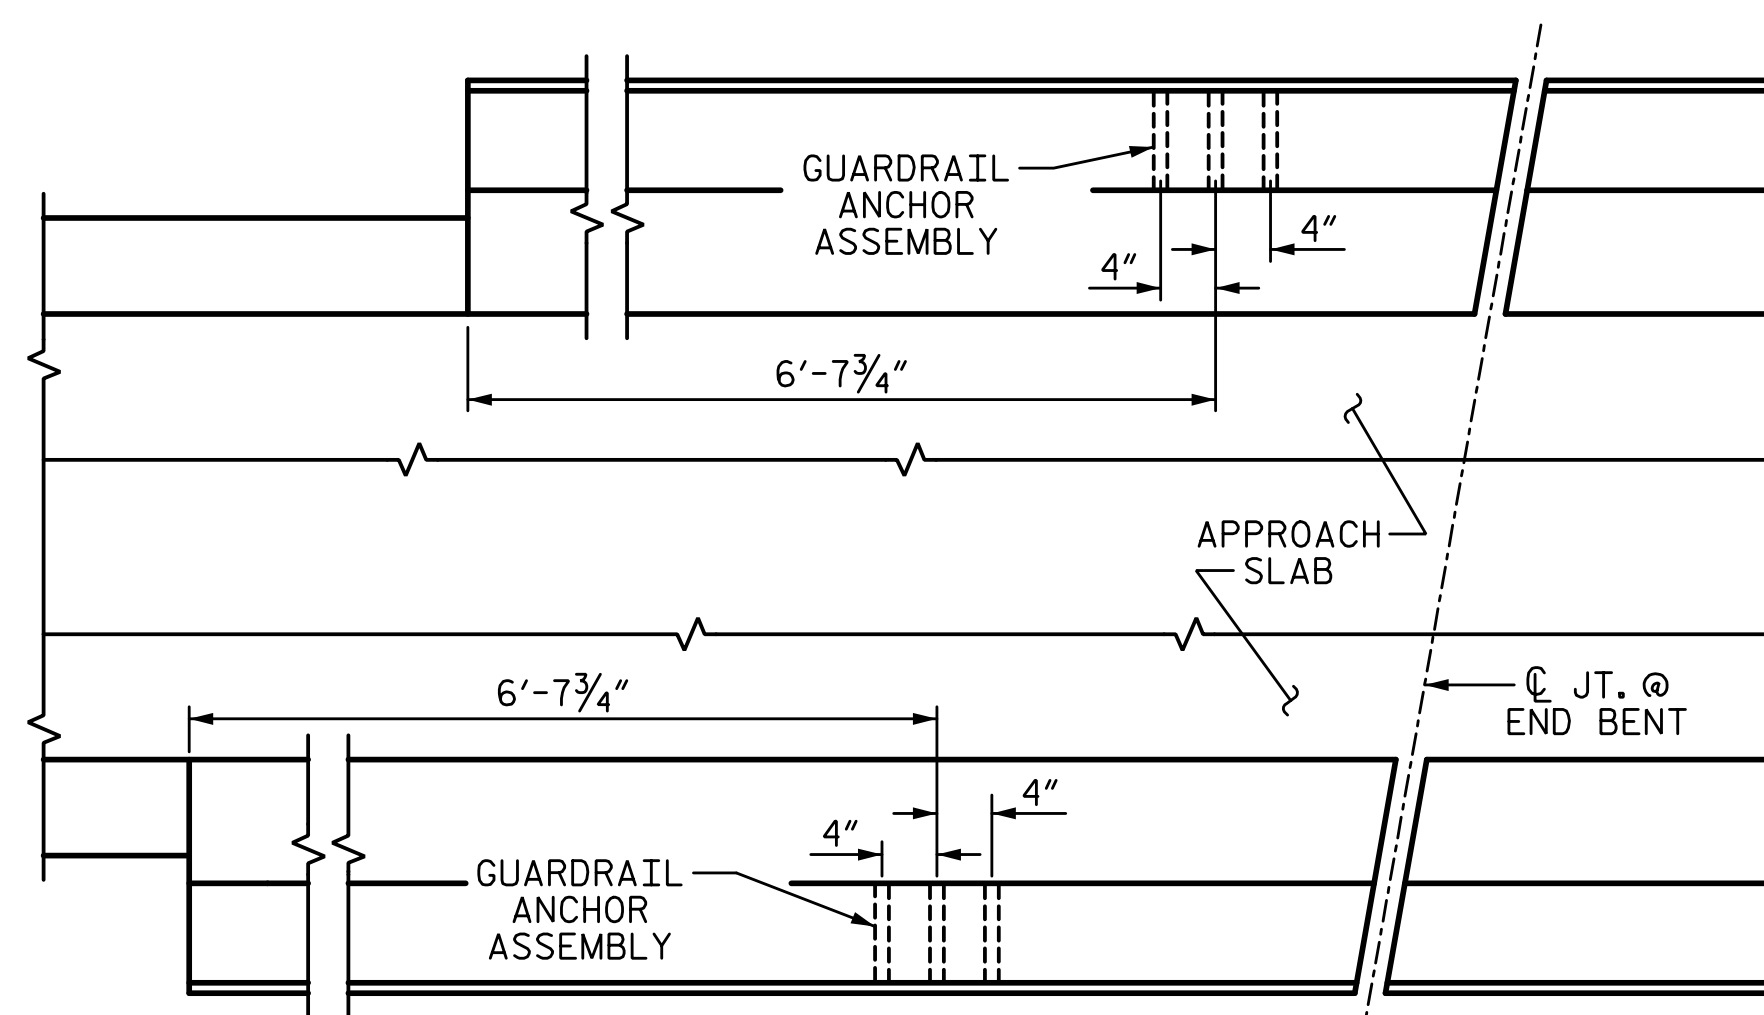 GUARDRAIL
ANCHOR
ASSEMBLY
4"
4"
6'-7¾"
APPROACH
SLAB
6'-7¾"
℄ JT. @
END BENT
4"
4"
GUARDRAIL
ANCHOR
ASSEMBLY